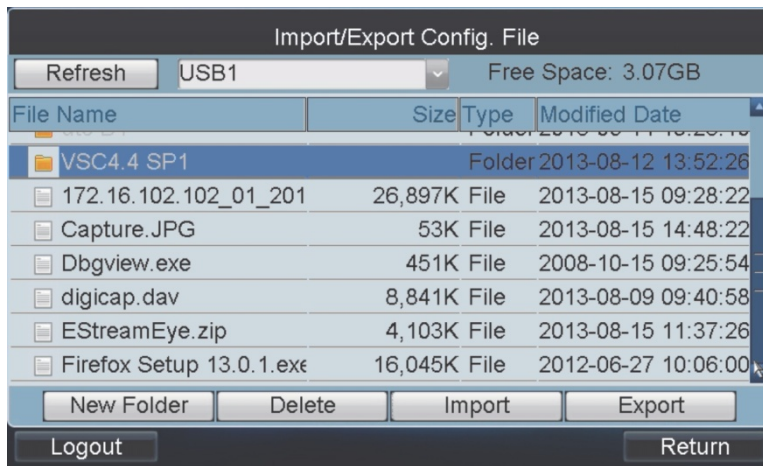 Import/Export Config. File
Refresh USB1 Free Space: 3.07GB
File Name Size Type Modified Date
VSC4.4 SP1 Folder 2013-08-12 13:52:26
172.16.102.102_01_201 26,897K File 2013-08-15 09:28:22
Capture.JPG 53K File 2013-08-15 14:48:22
Dbgview.exe 451K File 2008-10-15 09:25:54
digicap.dav 8,841K File 2013-08-09 09:40:58
EStreamEye.zip 4,103K File 2013-08-15 11:37:26
Firefox Setup 13.0.1.exe 16,045K File 2012-06-27 10:06:00
New Folder Delete Import Export
Logout Return